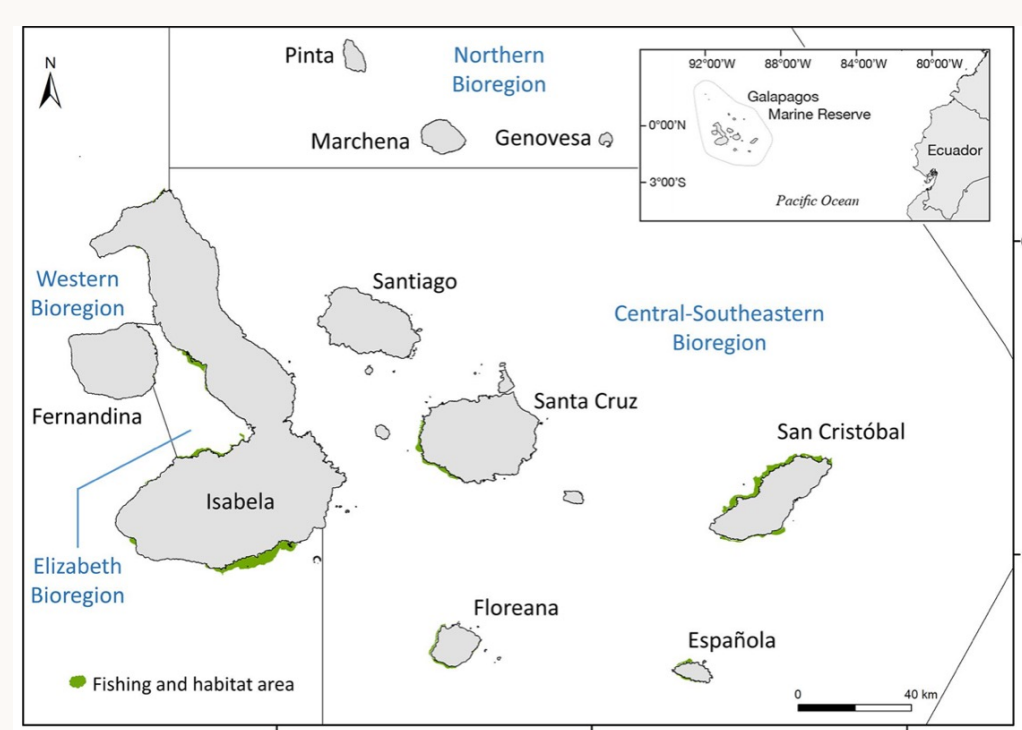 N
Pinta
Northern
Bioregion
Marchena
Genovesa
92°00'W
88°00'W
84°00'W
80°00'W
Galapagos
Marine Reserve
0°00'N
Ecuador
3°00'S
Pacific Ocean
Western
Bioregion
Santiago
Central-Southeastern
Bioregion
Fernandina
Santa Cruz
San Cristóbal
Isabela
Elizabeth
Bioregion
Floreana
Española
Fishing and habitat area
0
40 km